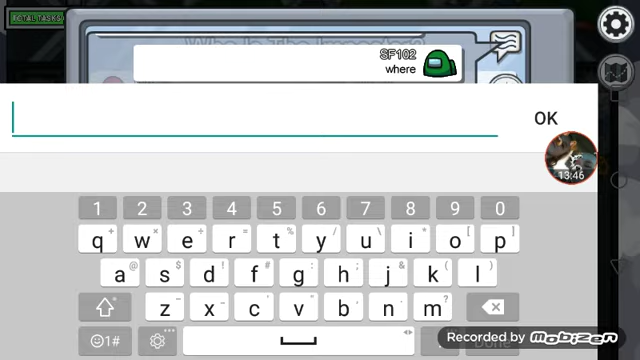 TOTAL TASKS
Who Is The Impostor?
SF102
where
OK
13:46
1 2 3 4 5 6 7 8 9 0
q w e r t y u i o p
a s d f g h j k l
z x c v b n m
1# Done
Recorded by Mobizen